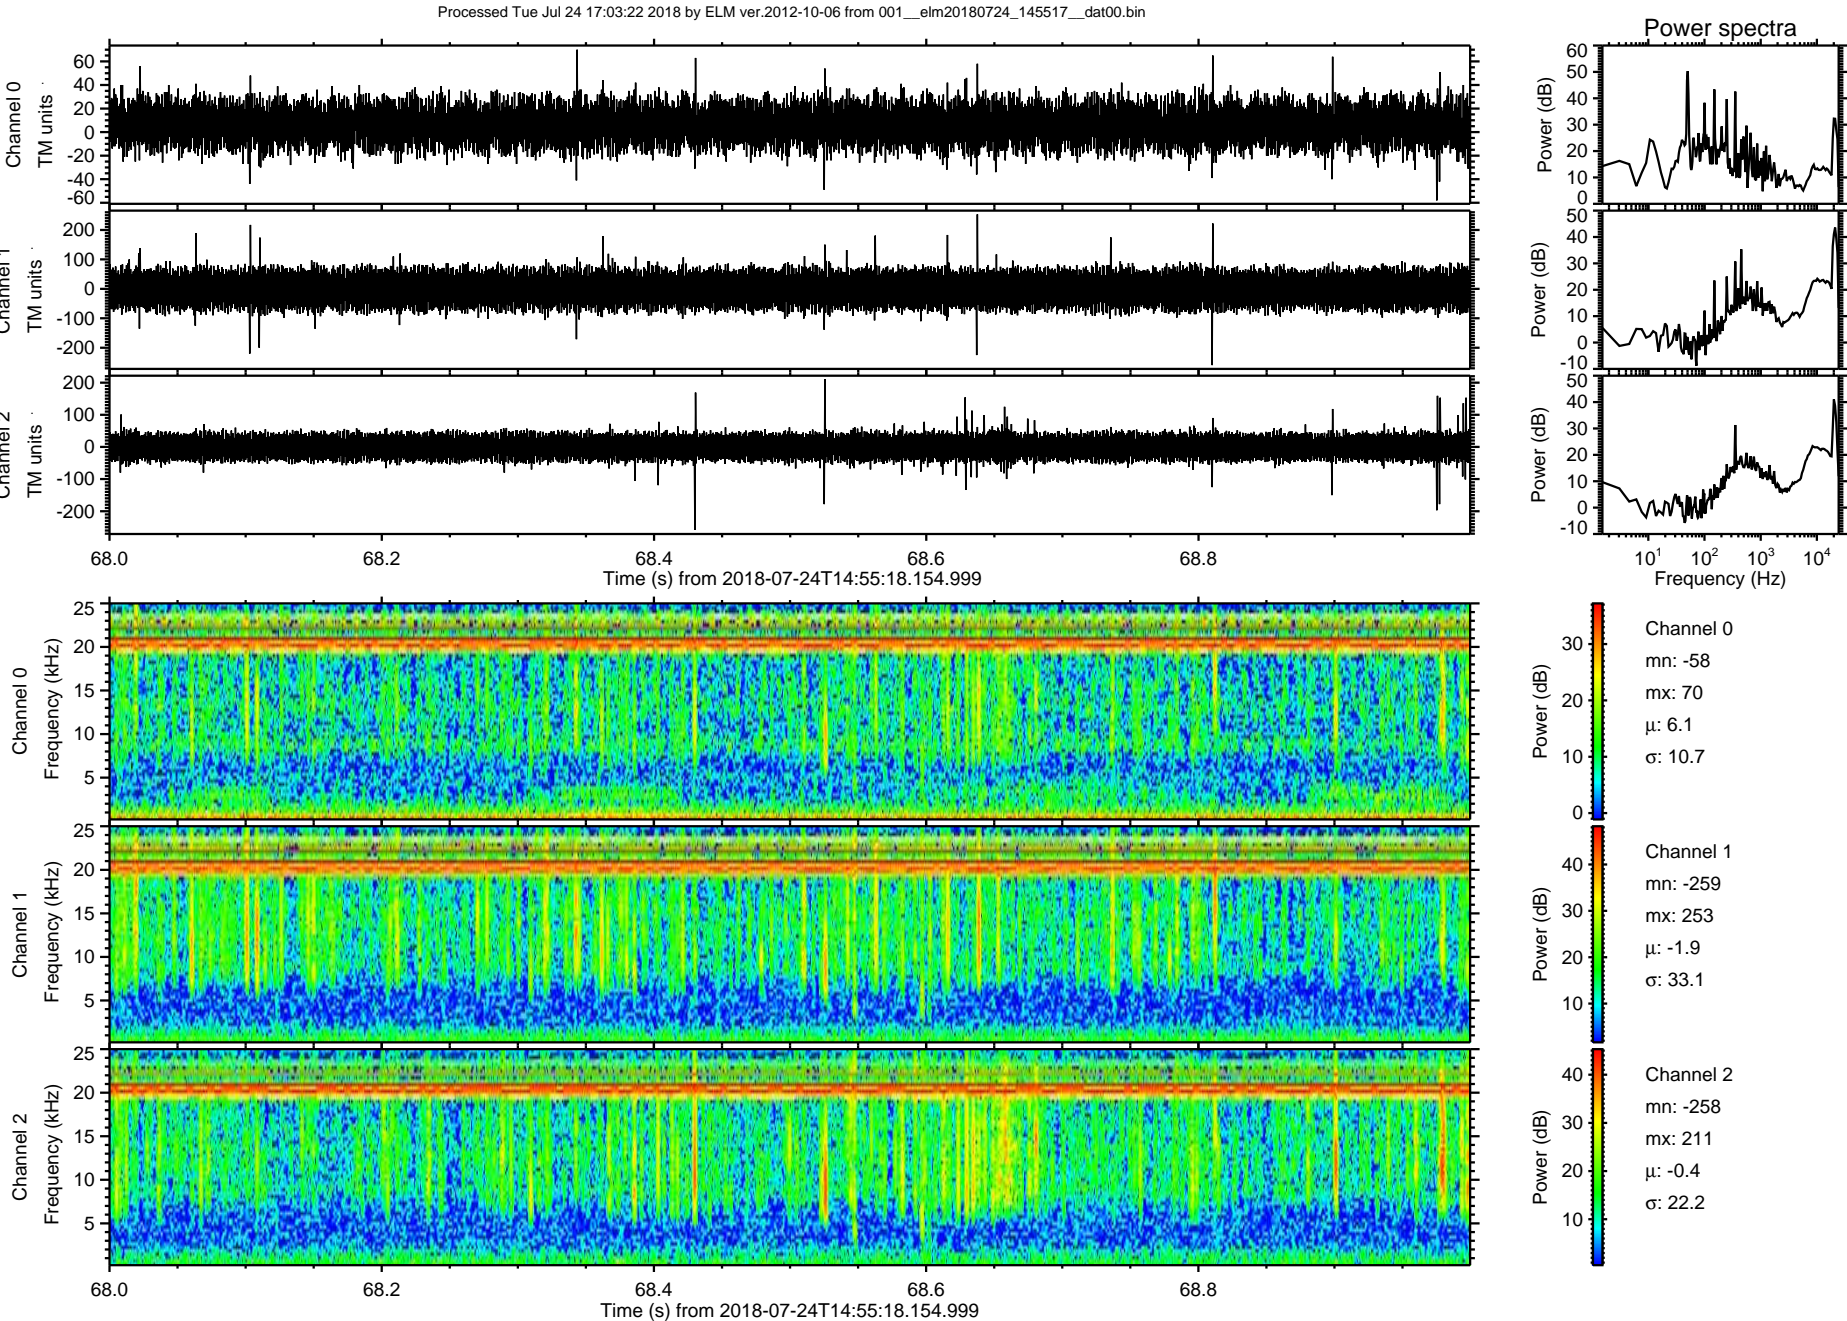 Processed Tue Jul 24 17:03:22 2018 by ELM ver.2012-10-06 from 001__elm20180724_145517__dat00.bin
Power spectra
Channel 0
TM units
60
40
20
0
-20
-40
-60
Power (dB)
60
50
40
30
20
10
0
Channel 1
TM units
200
100
0
-100
-200
Power (dB)
50
40
30
20
10
0
-10
Channel 2
TM units
200
100
0
-100
-200
Power (dB)
50
40
30
20
10
0
-10
68.0 68.2 68.4 68.6 68.8
Time (s) from 2018-07-24T14:55:18.154.999
10¹ 10² 10³ 10⁴
Frequency (Hz)
Channel 0
Frequency (kHz)
25
20
15
10
5
Power (dB)
30
20
10
0
Channel 0
mn: -58
mx: 70
μ: 6.1
σ: 10.7
Channel 1
Frequency (kHz)
25
20
15
10
5
Power (dB)
40
30
20
10
Channel 1
mn: -259
mx: 253
μ: -1.9
σ: 33.1
Channel 2
Frequency (kHz)
25
20
15
10
5
Power (dB)
40
30
20
10
Channel 2
mn: -258
mx: 211
μ: -0.4
σ: 22.2
68.0 68.2 68.4 68.6 68.8
Time (s) from 2018-07-24T14:55:18.154.999